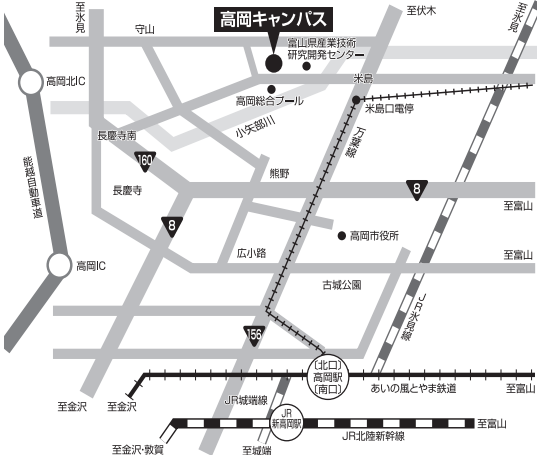 至氷見
守山
高岡キャンパス
至伏木
至氷見
富山県産業技術
研究開発センター
高岡北IC
米島
高岡総合プール
米島口電停
小矢部川
長慶寺南
万葉線
160
能越自動車道
長慶寺
熊野
8
至富山
8
高岡市役所
広小路
至富山
高岡IC
古城公園
JR氷見線
156
〔北口〕
高岡駅
〔南口〕
あいの風とやま鉄道
至富山
至金沢
至金沢
JR城端線
JR
新高岡駅
至富山
JR北陸新幹線
至金沢・敦賀
至城端